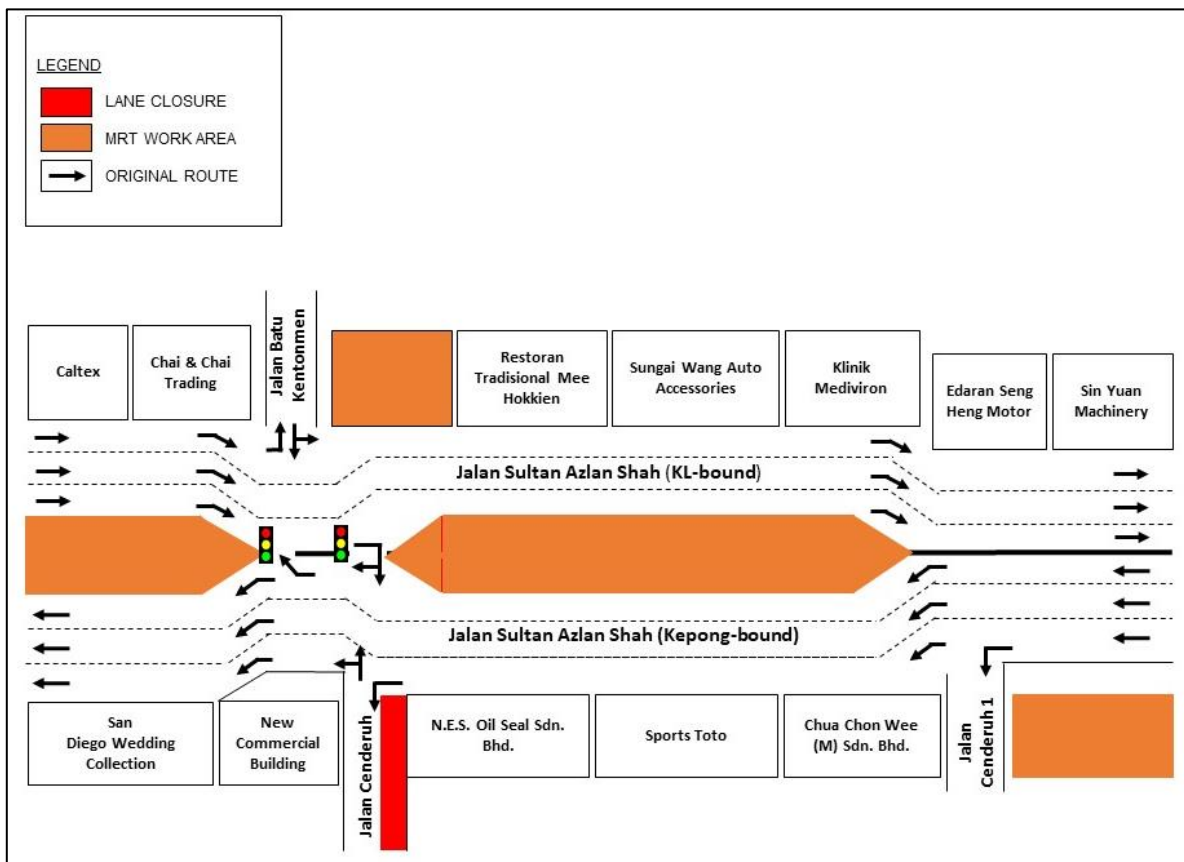 LEGEND
LANE CLOSURE
MRT WORK AREA
ORIGINAL ROUTE
Caltex
Chai & Chai
Trading
Jalan Batu
Kentonmen
Restoran
Tradisional Mee
Hokkien
Sungai Wang Auto
Accessories
Klinik
Mediviron
Edaran Seng
Heng Motor
Sin Yuan
Machinery
Jalan Sultan Azlan Shah (KL-bound)
Jalan Sultan Azlan Shah (Kepong-bound)
San
Diego Wedding
Collection
New
Commercial
Building
Jalan Cenderuh
N.E.S. Oil Seal Sdn.
Bhd.
Sports Toto
Chua Chon Wee
(M) Sdn. Bhd.
Jalan
Cenderuh 1